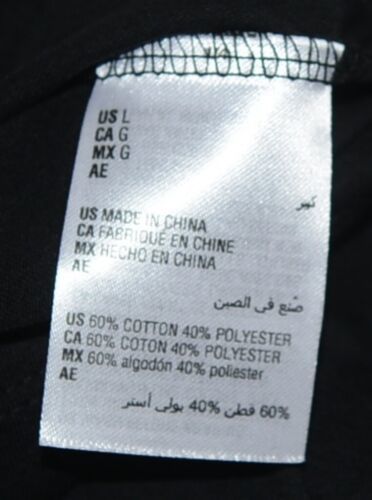 US L
CA G
MX G
AE
كبير
US MADE IN CHINA
CA FABRIQUÉ EN CHINE
MX HECHO EN CHINA
AE
صنع في الصين
US 60% COTTON 40% POLYESTER
CA 60% COTON 40% POLYESTER
MX 60% algodón 40% poliester
AE
60% قطن 40% بولي أستر